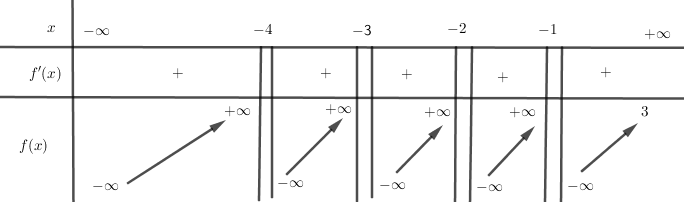 x −∞ −4 −3 −2 −1 +∞
f′(x) + + + + +
+∞ +∞ +∞ +∞ 3
f(x)
−∞ −∞ −∞ −∞ −∞